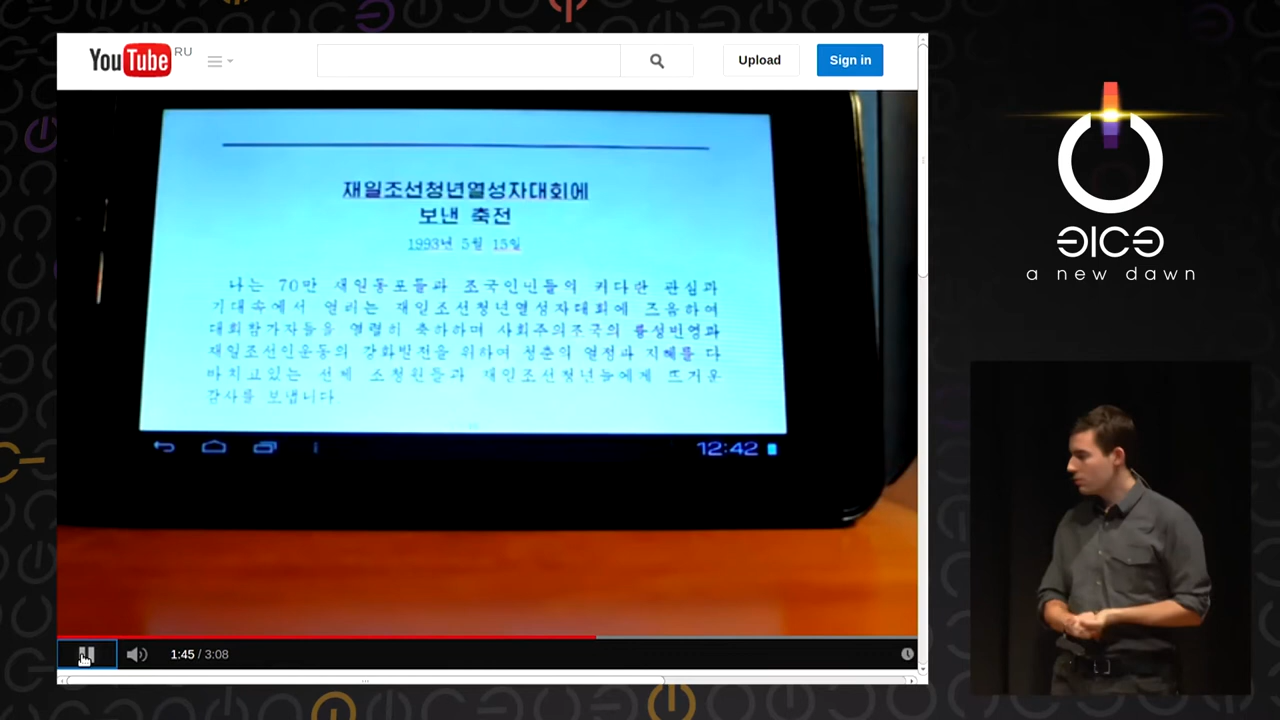 YouTube RU
Upload
Sign in
재일조선청년열성자대회에
보낸 축전
1993년 5월 15일
나는 70만 재일동포들과 조국인민들의 커다란 관심과
기대속에서 열리는 재일조선청년열성자대회에 즈음하여
대회참가자들을 열렬히 축하하며 사회주의조국의 륭성번영과
재일조선인운동의 강화발전을 위하여 청춘의 열정과 지혜를 다
바치고있는 전체 조청원들과 재일조선청년들에게 뜨거운
감사를 보냅니다
12:42
1:45 / 3:08
a new dawn